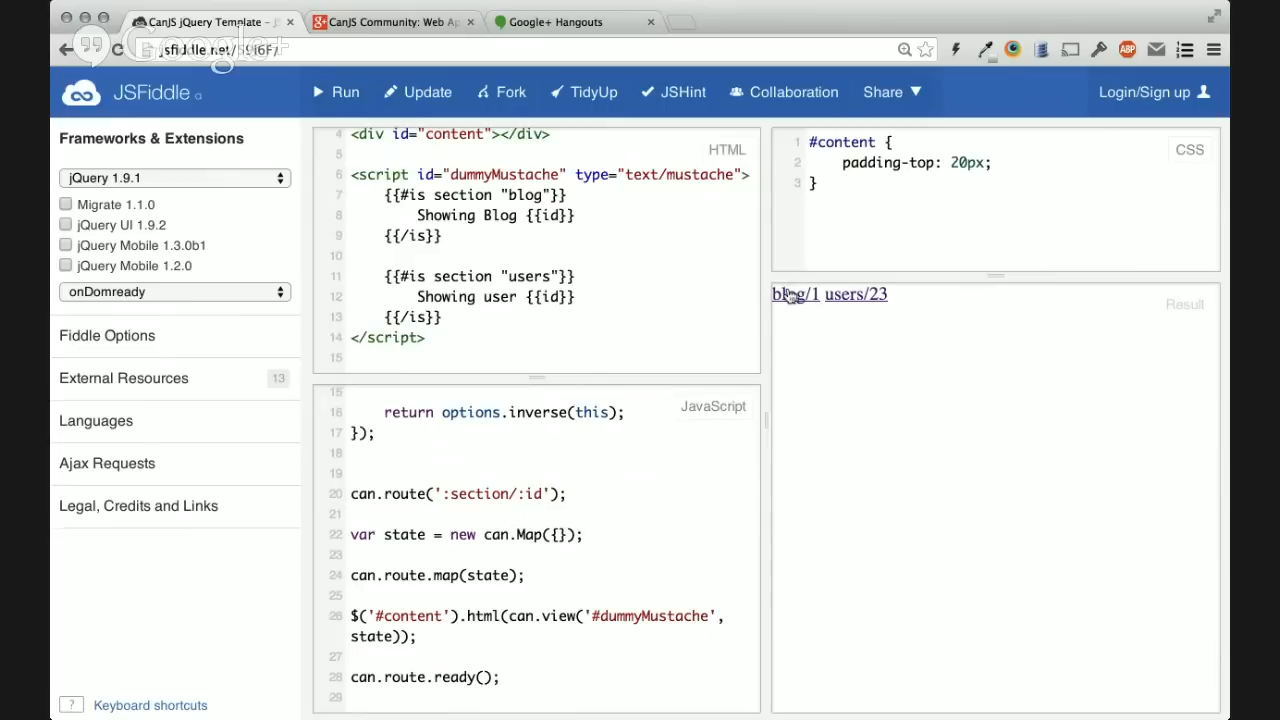 CanJS jQuery Template - J
CanJS Community: Web Ap
Google+ Hangouts
Google+
jsfiddle.net/S9i6F/
JSFiddle α
Run
Update
Fork
TidyUp
JSHint
Collaboration
Share ▼
Login/Sign up
Frameworks & Extensions
jQuery 1.9.1
Migrate 1.1.0
jQuery UI 1.9.2
jQuery Mobile 1.3.0b1
jQuery Mobile 1.2.0
onDomready
Fiddle Options
External Resources 13
Languages
Ajax Requests
Legal, Credits and Links
? Keyboard shortcuts
HTML
4 <div id="content"></div>
5
6 <script id="dummyMustache" type="text/mustache">
7 {{#is section "blog"}}
8 Showing Blog {{id}}
9 {{/is}}
10
11 {{#is section "users"}}
12 Showing user {{id}}
13 {{/is}}
14 </script>
15
JavaScript
15
16 return options.inverse(this);
17 });
18
19
20 can.route(':section/:id');
21
22 var state = new can.Map({});
23
24 can.route.map(state);
25
26 $('#content').html(can.view('#dummyMustache',
state));
27
28 can.route.ready();
29
CSS
1 #content {
2 padding-top: 20px;
3 }
blog/1 users/23
Result